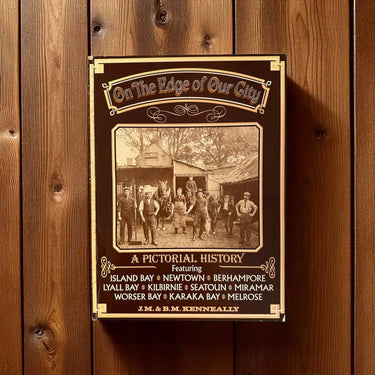 On The Edge of Our City
A PICTORIAL HISTORY
Featuring
ISLAND BAY • NEWTOWN • BERHAMPORE
LYALL BAY • KILBIRNIE • SEATOUN • MIRAMAR
WORSER BAY • KARAKA BAY • MELROSE
J.M. & B.M. KENNEALLY